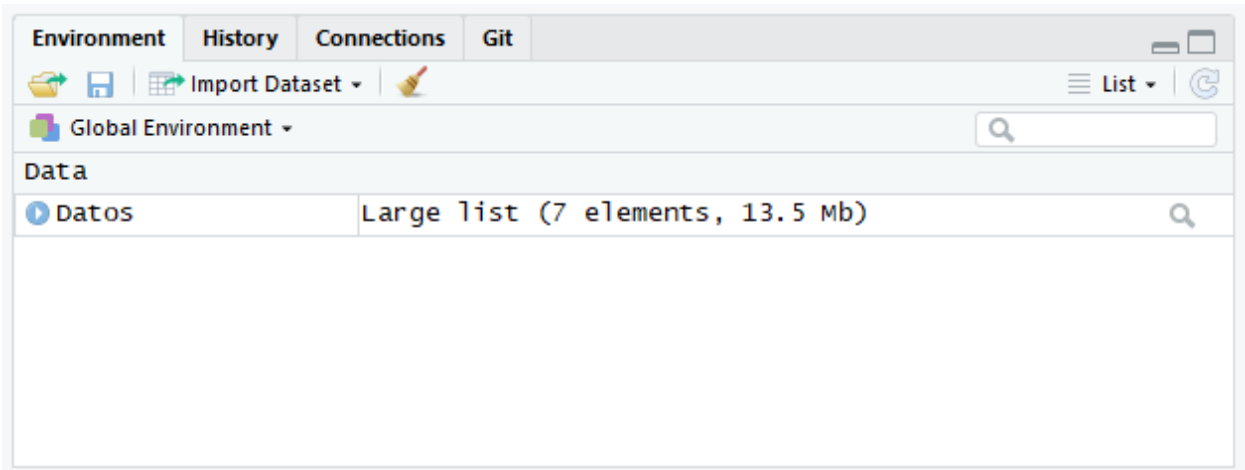 Environment History Connections Git
Import Dataset List
Global Environment
Data
Datos Large list (7 elements, 13.5 Mb)